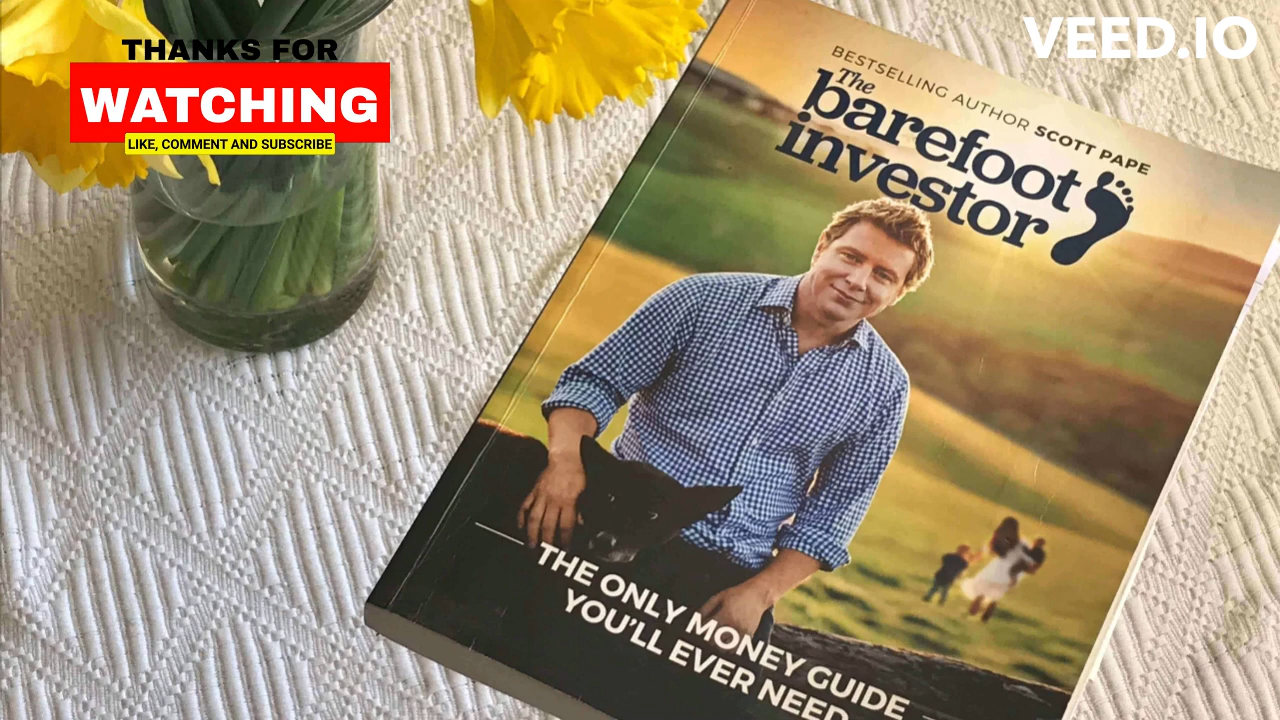 THANKS FOR
WATCHING
LIKE, COMMENT AND SUBSCRIBE
VEED.IO
BESTSELLING AUTHOR SCOTT PAPE
The
barefoot
investor
THE ONLY MONEY GUIDE
YOU'LL EVER NEED